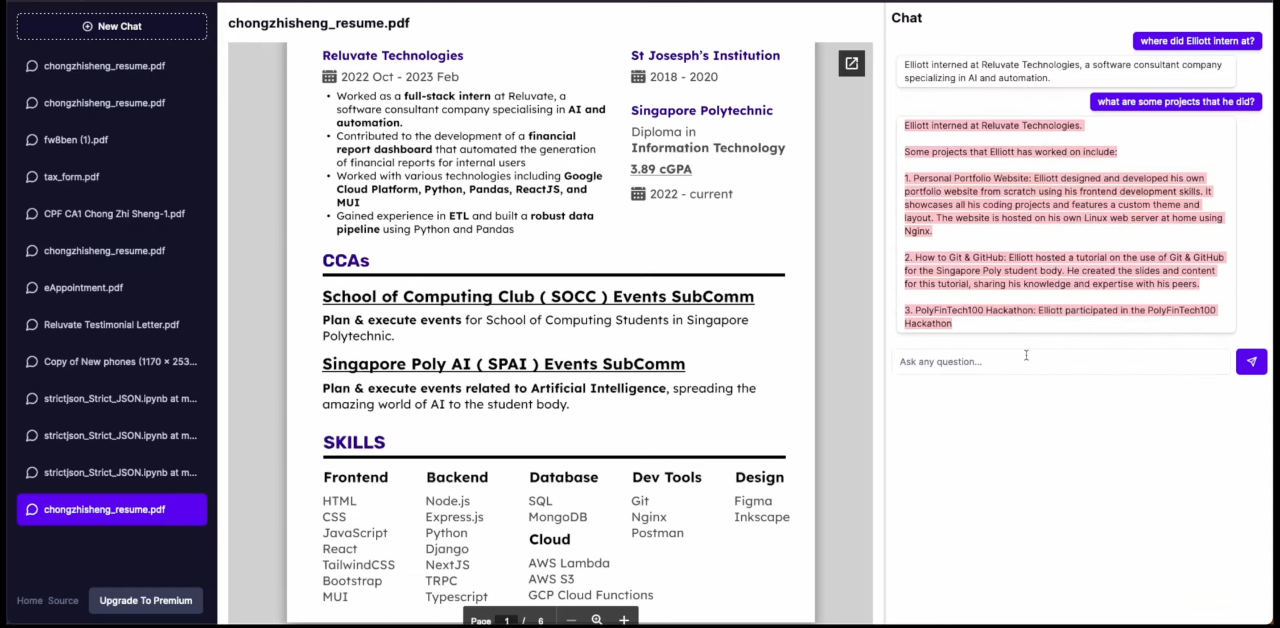 New Chat
chongzhisheng_resume.pdf
chongzhisheng_resume.pdf
fw8ben (1).pdf
tax_form.pdf
CPF CA1 Chong Zhi Sheng-1.pdf
chongzhisheng_resume.pdf
eAppointment.pdf
Reluvate Testimonial Letter.pdf
Copy of New phones (1170 × 253...
strictjson_Strict_JSON.ipynb at m...
strictjson_Strict_JSON.ipynb at m...
strictjson_Strict_JSON.ipynb at m...
chongzhisheng_resume.pdf
Home Source
Upgrade To Premium
chongzhisheng_resume.pdf
Reluvate Technologies
2022 Oct - 2023 Feb
• Worked as a full-stack intern at Reluvate, a
software consultant company specialising in AI and
automation.
• Contributed to the development of a financial
report dashboard that automated the generation
of financial reports for internal users
• Worked with various technologies including Google
Cloud Platform, Python, Pandas, ReactJS, and
MUI
• Gained experience in ETL and built a robust data
pipeline using Python and Pandas
St Josesph's Institution
2018 - 2020
Singapore Polytechnic
Diploma in
Information Technology
3.89 cGPA
2022 - current
CCAs
School of Computing Club ( SOCC ) Events SubComm
Plan & execute events for School of Computing Students in Singapore
Polytechnic.
Singapore Poly AI ( SPAI ) Events SubComm
Plan & execute events related to Artificial Intelligence, spreading the
amazing world of AI to the student body.
SKILLS
Frontend
HTML
CSS
JavaScript
React
TailwindCSS
Bootstrap
MUI
Backend
Node.js
Express.js
Python
Django
NextJS
TRPC
Typescript
Database
SQL
MongoDB
Cloud
AWS Lambda
AWS S3
GCP Cloud Functions
Dev Tools
Git
Nginx
Postman
Design
Figma
Inkscape
Page 1 / 6
Chat
where did Elliott intern at?
Elliott interned at Reluvate Technologies, a software consultant company
specializing in AI and automation.
what are some projects that he did?
Elliott interned at Reluvate Technologies.
Some projects that Elliott has worked on include:
1. Personal Portfolio Website: Elliott designed and developed his own
portfolio website from scratch using his frontend development skills. It
showcases all his coding projects and features a custom theme and
layout. The website is hosted on his own Linux web server at home using
Nginx.
2. How to Git & GitHub: Elliott hosted a tutorial on the use of Git & GitHub
for the Singapore Poly student body. He created the slides and content
for this tutorial, sharing his knowledge and expertise with his peers.
3. PolyFinTech100 Hackathon: Elliott participated in the PolyFinTech100
Hackathon
Ask any question...